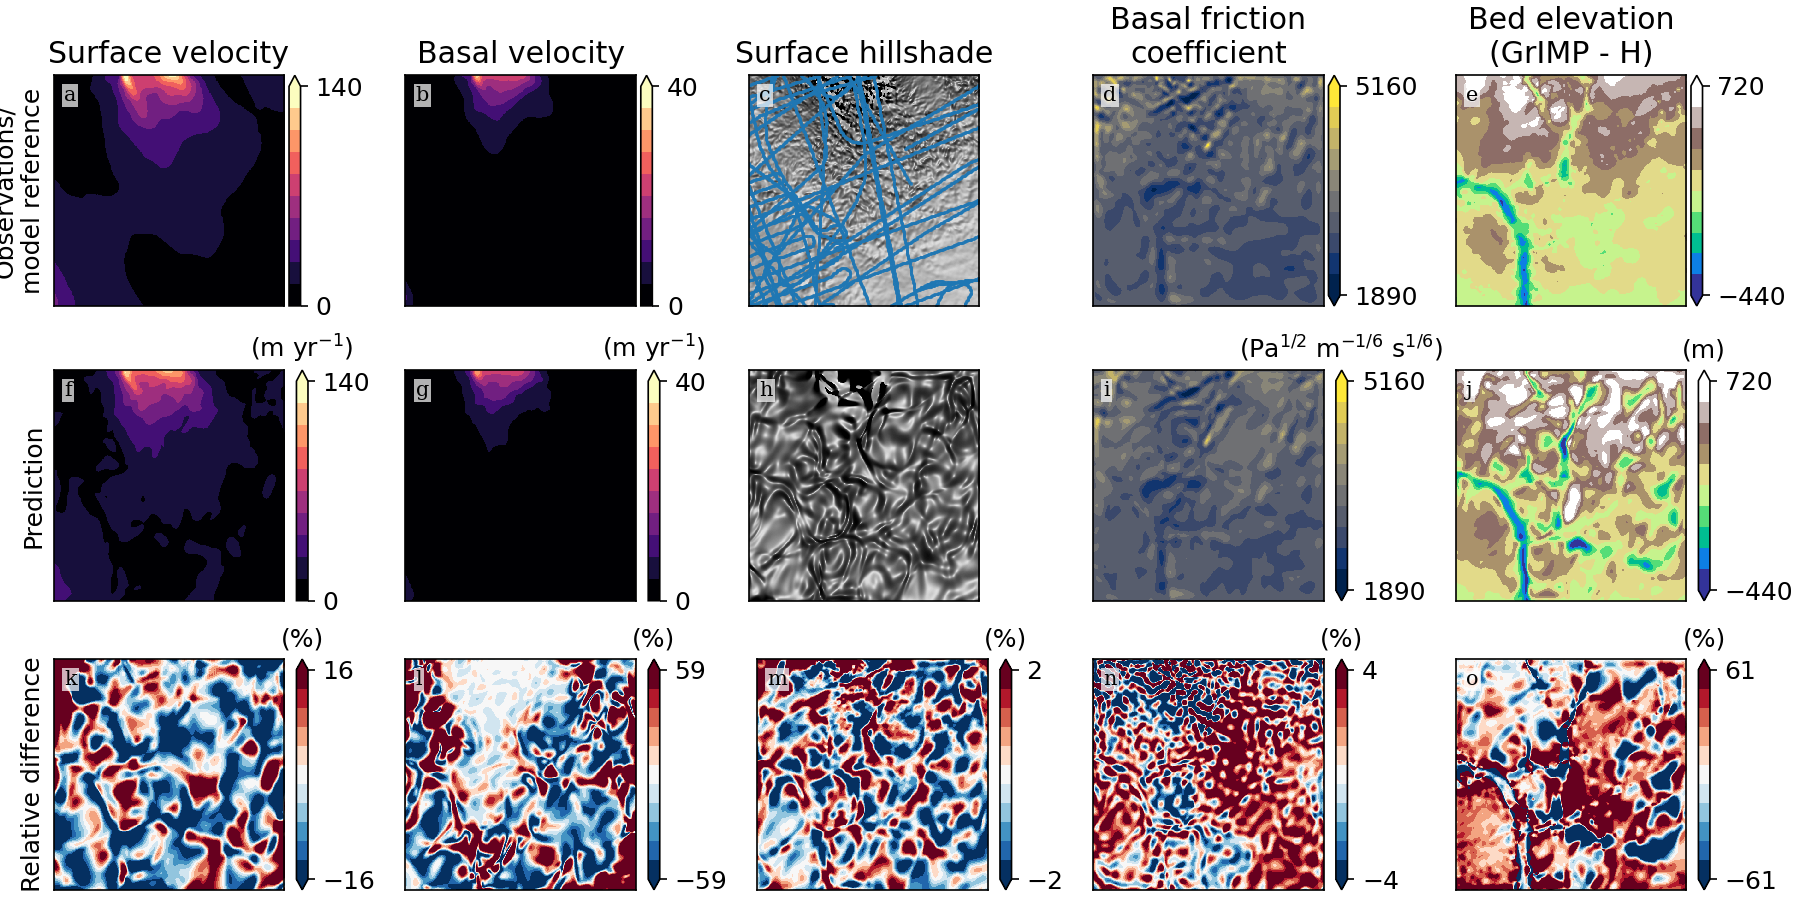 Surface velocity
Basal velocity
Surface hillshade
Basal friction
coefficient
Bed elevation
(GrIMP - H)
Observations/
model reference
a
140
0
b
40
0
c
d
5160
1890
e
720
−440
(m yr−1)
(m yr−1)
(Pa1/2 m−1/6 s1/6)
(m)
Prediction
f
140
0
g
40
0
h
i
5160
1890
j
720
−440
(%)
(%)
(%)
(%)
(%)
Relative difference
k
16
−16
l
59
−59
m
2
−2
n
4
−4
o
61
−61